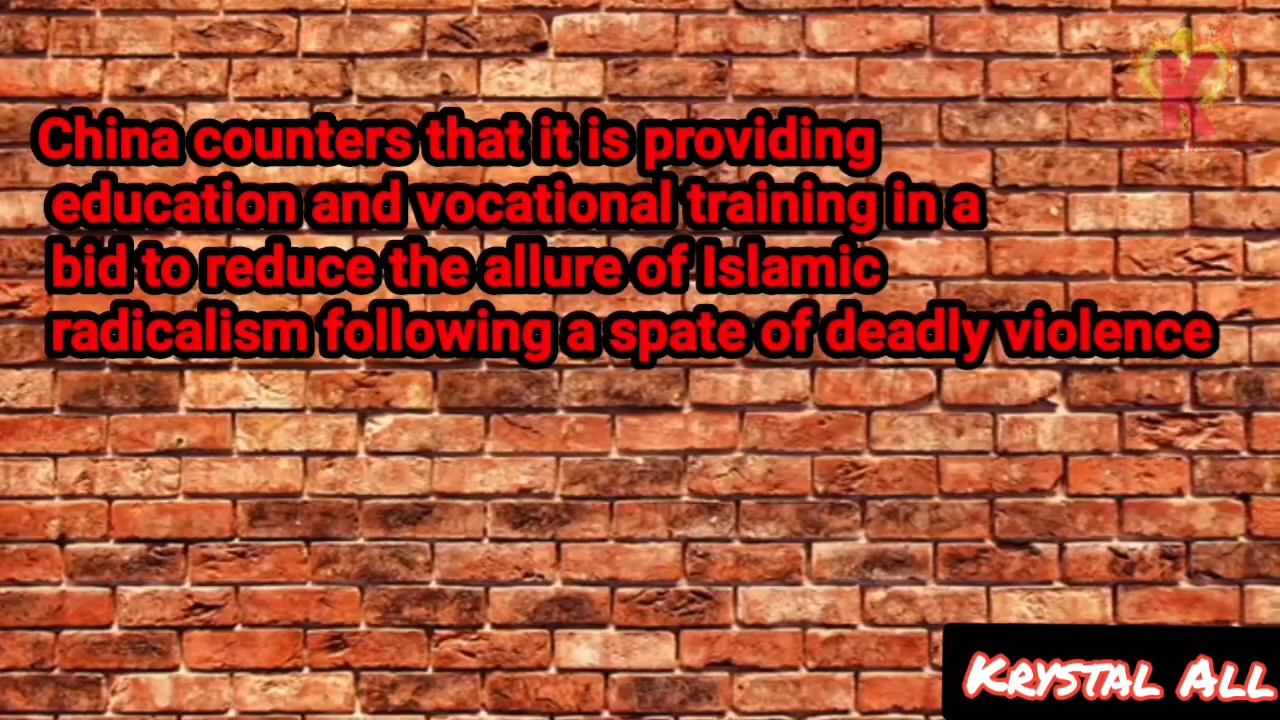 China counters that it is providing
education and vocational training in a
bid to reduce the allure of Islamic
radicalism following a spate of deadly violence
K
Krystal All